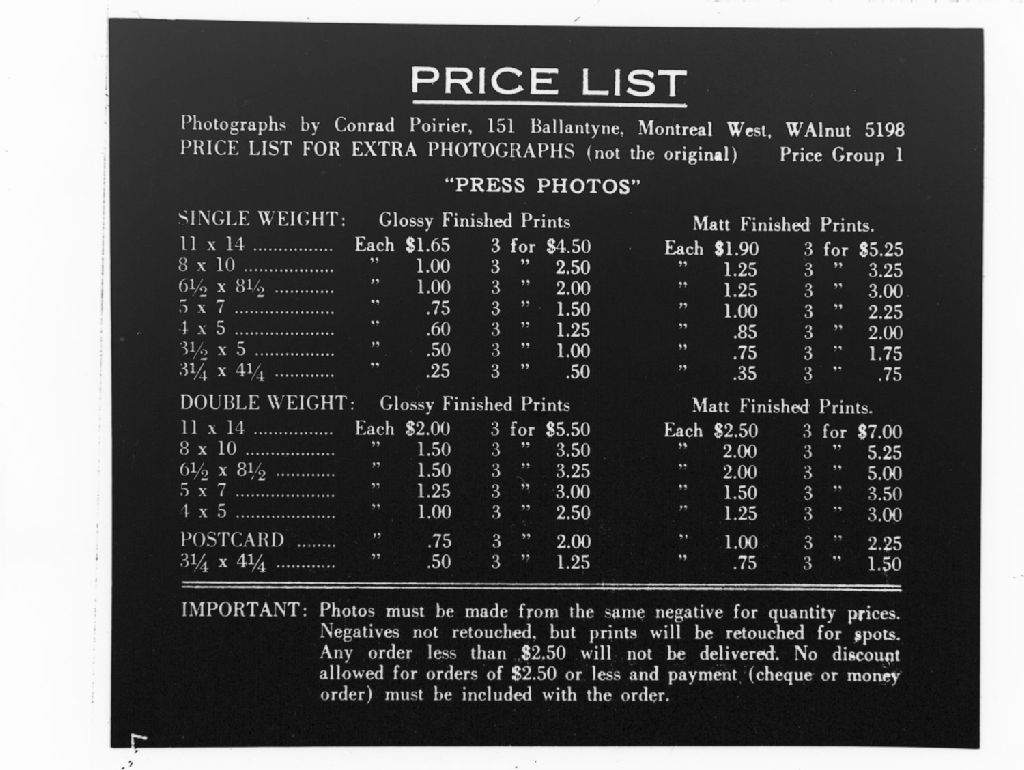 PRICE LIST
Photographs by Conrad Poirier, 151 Ballantyne, Montreal West, WAlnut 5198
PRICE LIST FOR EXTRA PHOTOGRAPHS (not the original) Price Group 1
"PRESS PHOTOS"
SINGLE WEIGHT: Glossy Finished Prints Matt Finished Prints.
11 x 14 ................ Each $1.65 3 for $4.50 Each $1.90 3 for $5.25
8 x 10 .................. " 1.00 3 " 2.50 " 1.25 3 " 3.25
6½ x 8½ ............ " 1.00 3 " 2.00 " 1.25 3 " 3.00
5 x 7 .................... " .75 3 " 1.50 " 1.00 3 " 2.25
4 x 5 .................... " .60 3 " 1.25 " .85 3 " 2.00
3½ x 5 ................ " .50 3 " 1.00 " .75 3 " 1.75
3¼ x 4¼ ............ " .25 3 " .50 " .35 3 " .75
DOUBLE WEIGHT: Glossy Finished Prints Matt Finished Prints.
11 x 14 ................ Each $2.00 3 for $5.50 Each $2.50 3 for $7.00
8 x 10 .................. " 1.50 3 " 3.50 " 2.00 3 " 5.25
6½ x 8½ ............ " 1.50 3 " 3.25 " 2.00 3 " 5.00
5 x 7 .................... " 1.25 3 " 3.00 " 1.50 3 " 3.50
4 x 5 .................... " 1.00 3 " 2.50 " 1.25 3 " 3.00
POSTCARD ........ " .75 3 " 2.00 " 1.00 3 " 2.25
3¼ x 4¼ ............ " .50 3 " 1.25 " .75 3 " 1.50
IMPORTANT: Photos must be made from the same negative for quantity prices.
Negatives not retouched, but prints will be retouched for spots.
Any order less than $2.50 will not be delivered. No discount
allowed for orders of $2.50 or less and payment (cheque or money
order) must be included with the order.